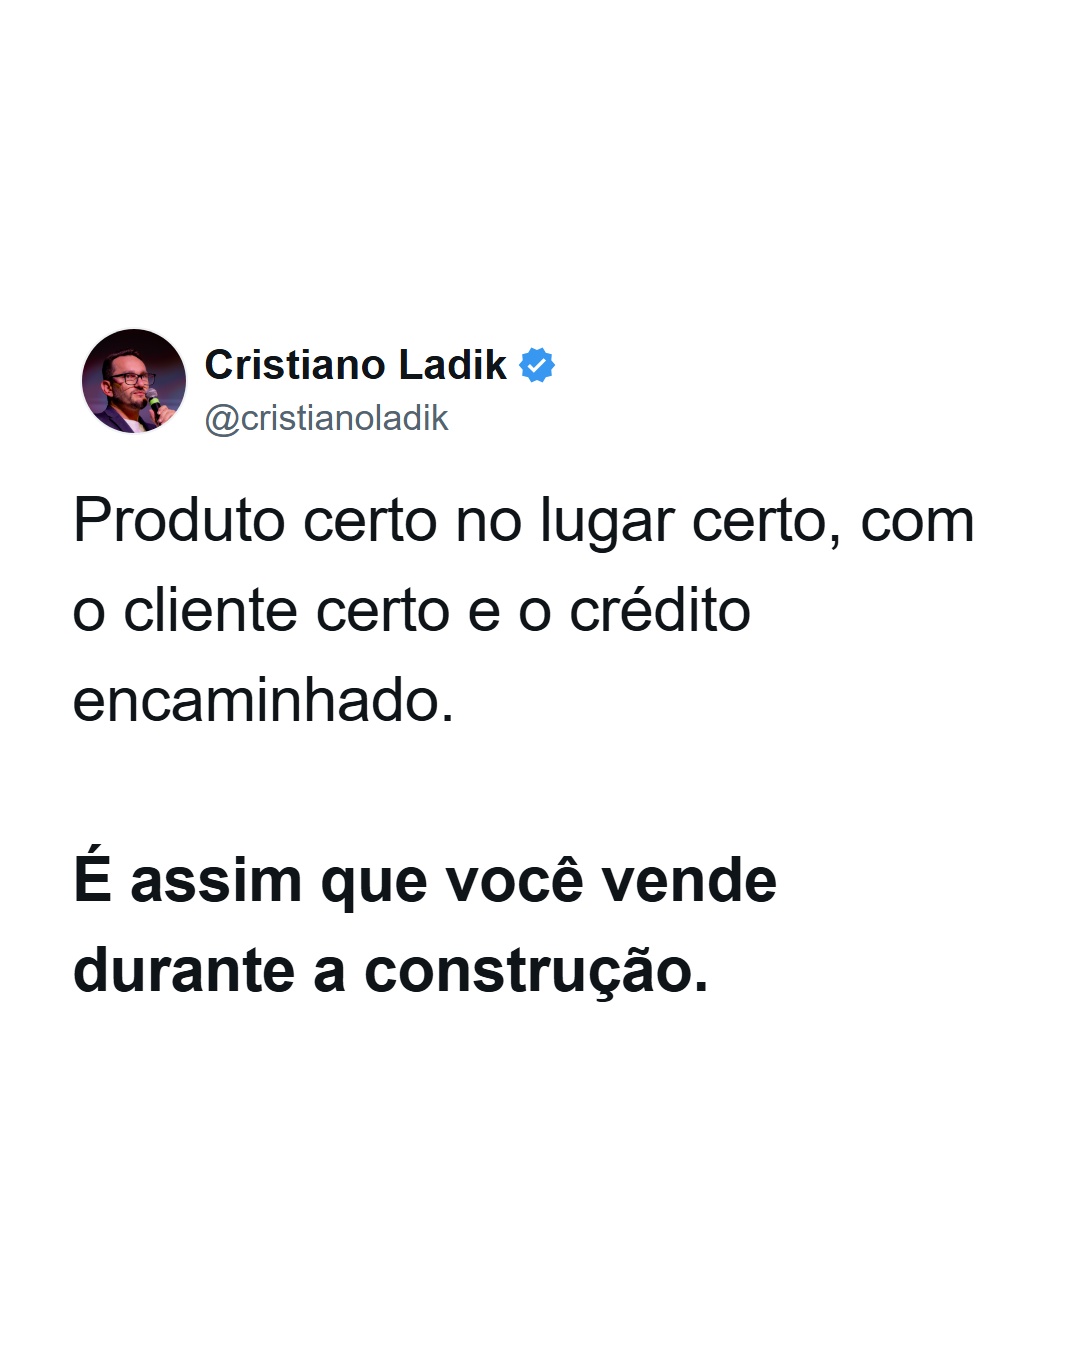 Cristiano Ladik
@cristianoladik
Produto certo no lugar certo, com
o cliente certo e o crédito
encaminhado.
É assim que você vende
durante a construção.